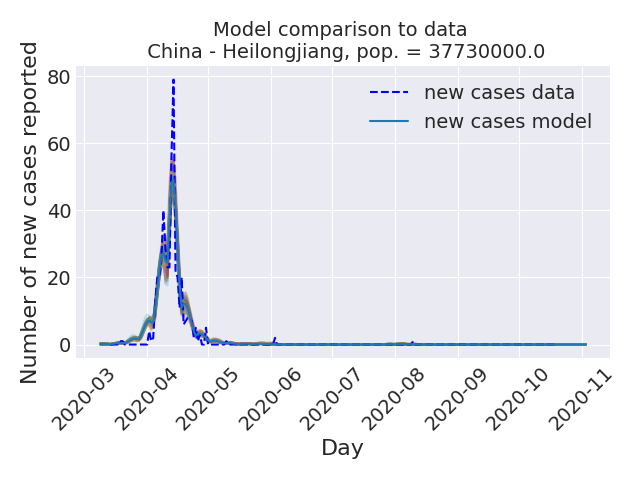 Model comparison to data
China - Heilongjiang, pop. = 37730000.0
Number of new cases reported
80
60
40
20
0
new cases data
new cases model
2020-03
2020-04
2020-05
2020-06
2020-07
2020-08
2020-09
2020-10
2020-11
Day